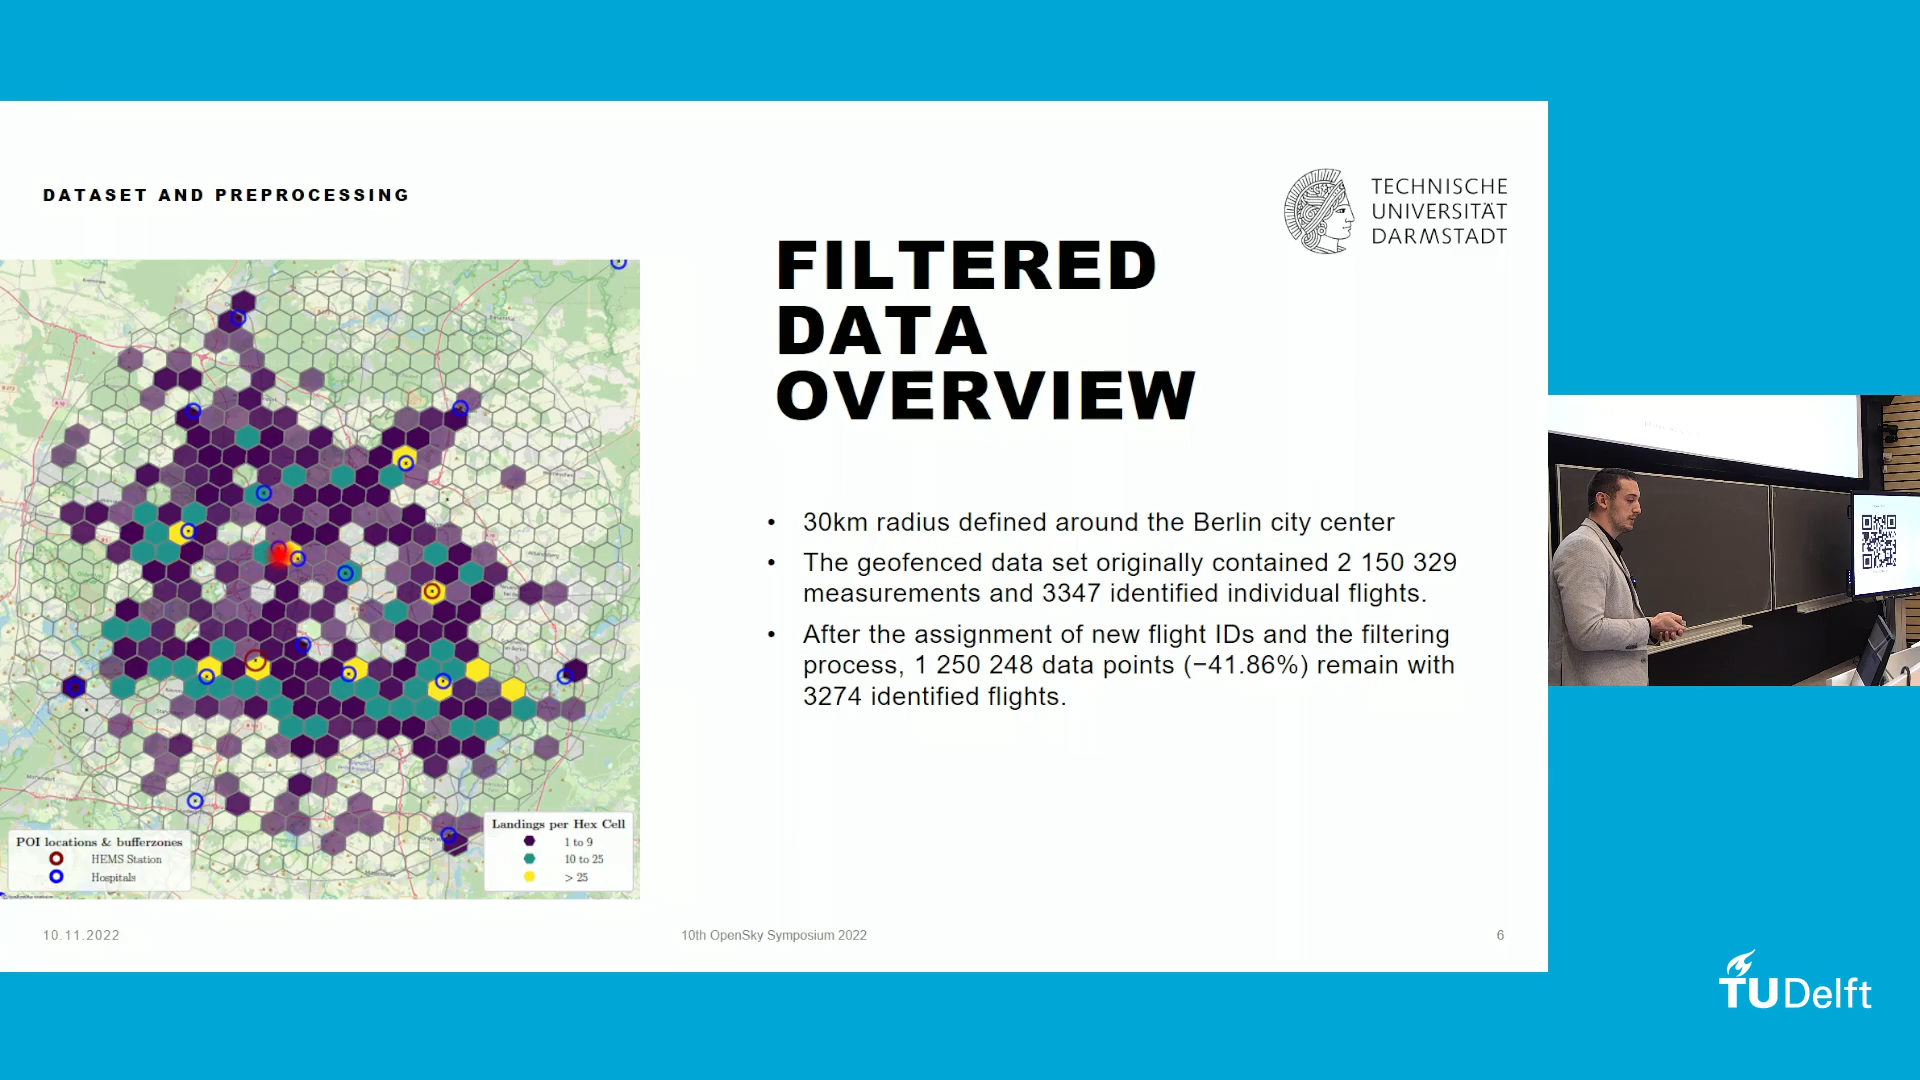 DATASET AND PREPROCESSING
TECHNISCHE
UNIVERSITÄT
DARMSTADT
FILTERED
DATA
OVERVIEW
• 30km radius defined around the Berlin city center
• The geofenced data set originally contained 2 150 329
measurements and 3347 identified individual flights.
• After the assignment of new flight IDs and the filtering
process, 1 250 248 data points (−41.86%) remain with
3274 identified flights.
POI locations & bufferzones
HEMS Station
Hospitals
Landings per Hex Cell
1 to 9
10 to 25
> 25
10.11.2022
10th OpenSky Symposium 2022
6
TUDelft